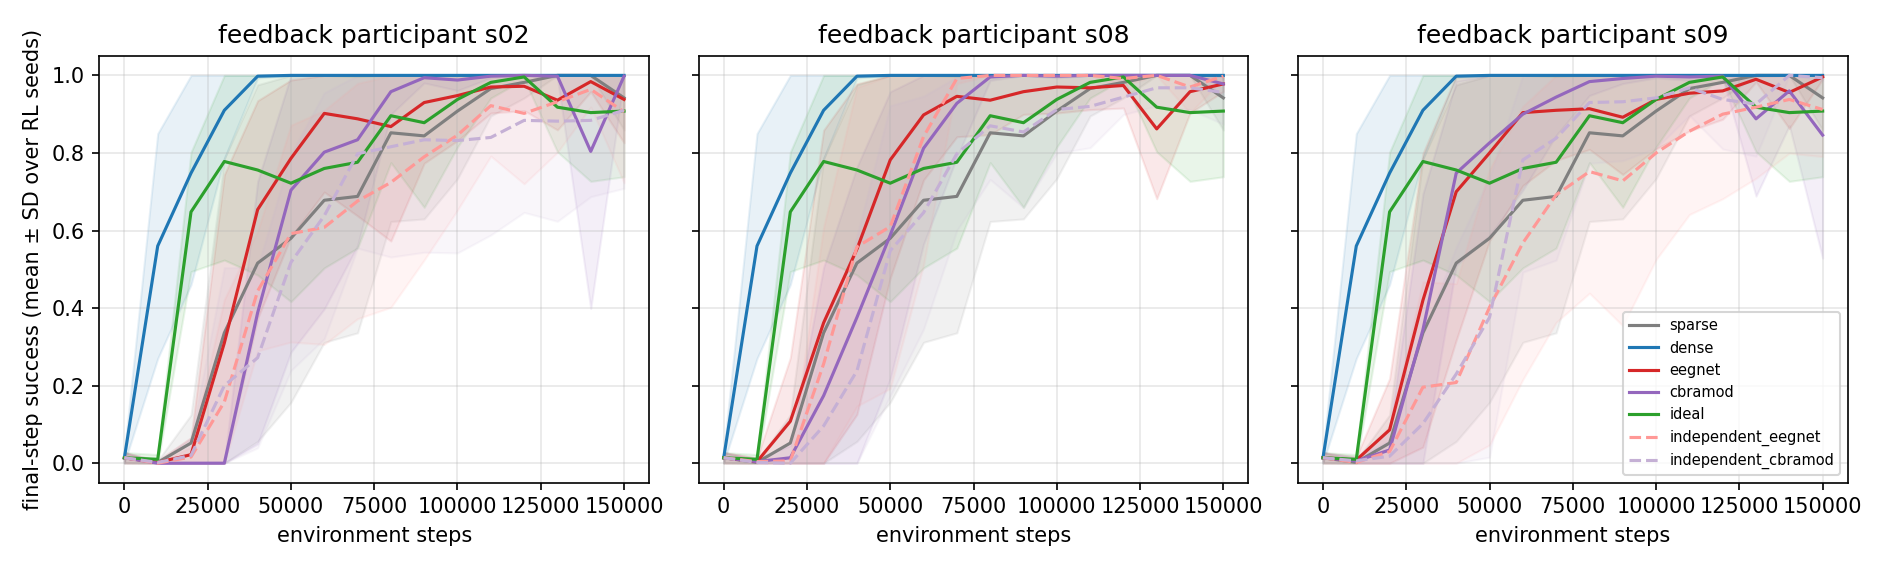 feedback participant s02
feedback participant s08
feedback participant s09
final-step success (mean ± SD over RL seeds)
1.0
0.8
0.6
0.4
0.2
0.0
0 25000 50000 75000 100000 125000 150000
0 25000 50000 75000 100000 125000 150000
0 25000 50000 75000 100000 125000 150000
environment steps
environment steps
environment steps
sparse
dense
eegnet
cbramod
ideal
independent_eegnet
independent_cbramod